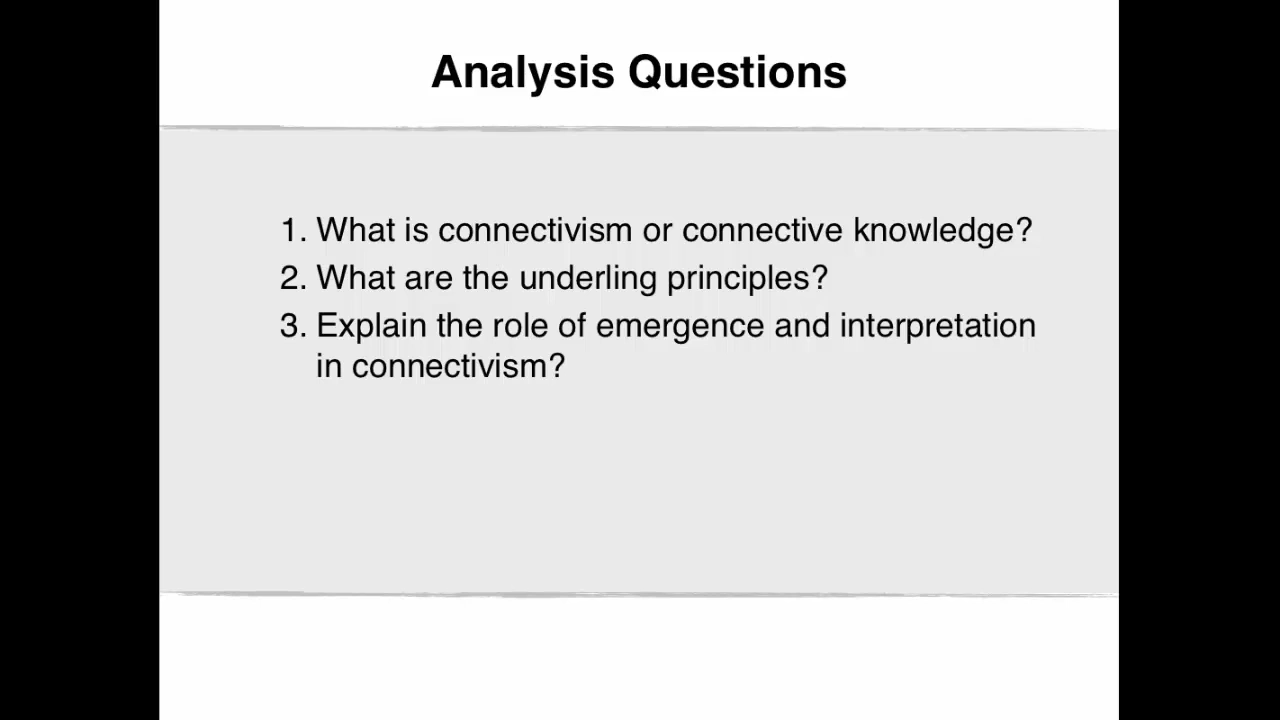 Analysis Questions
1. What is connectivism or connective knowledge?
2. What are the underling principles?
3. Explain the role of emergence and interpretation
in connectivism?